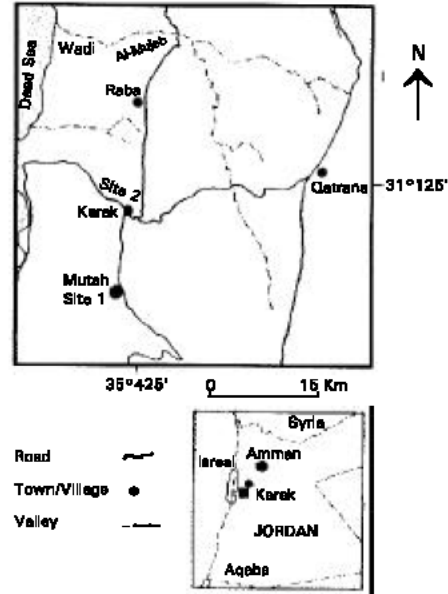 Dead Sea
Wadi
Al-Mujeb
Raba
Site 2
Karak
Qatrana
Mutah
Site 1
N
31°125'
35°425'
0 15 Km
Road
Town/Village
Valley
Syria
Isreal
Amman
Karak
JORDAN
Aqaba